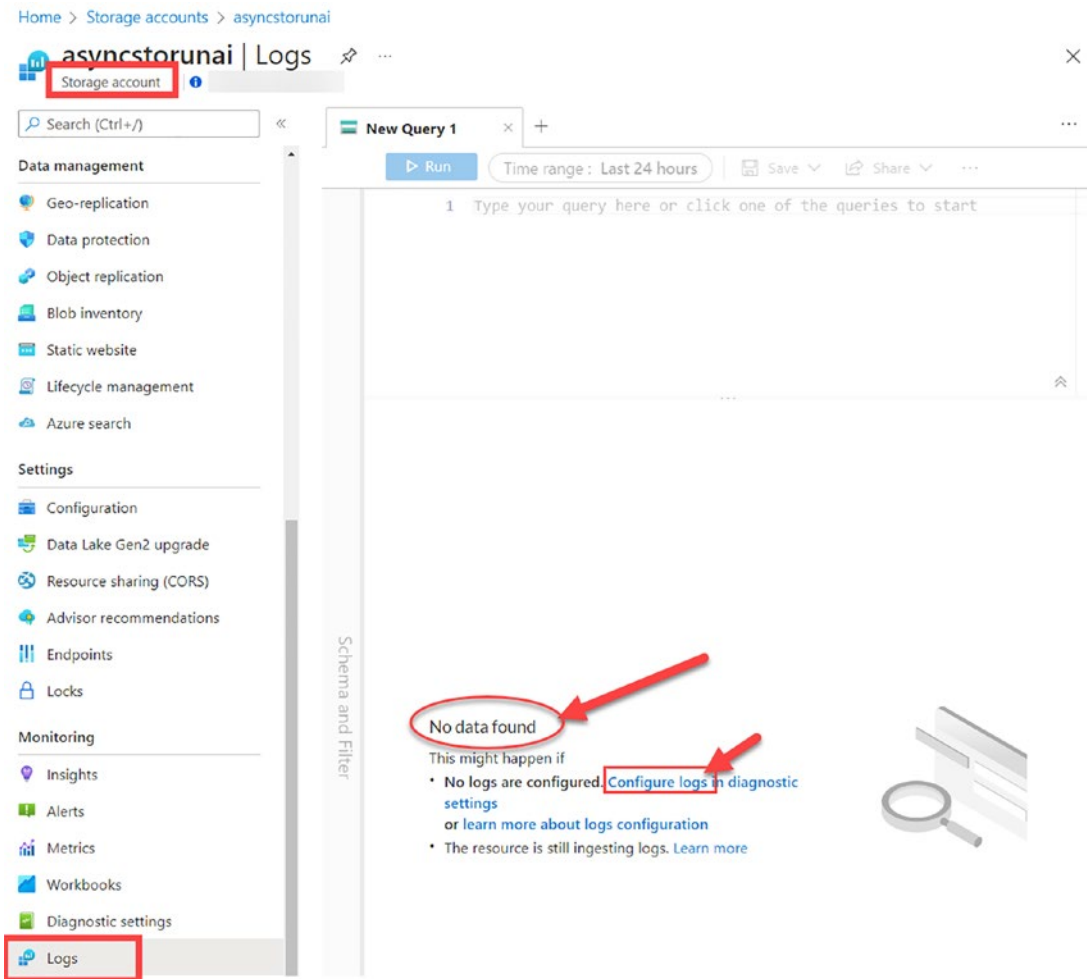 Home > Storage accounts > asyncstorunai
asyncstorunai | Logs
Storage account
Search (Ctrl+/)
Data management
Geo-replication
Data protection
Object replication
Blob inventory
Static website
Lifecycle management
Azure search
Settings
Configuration
Data Lake Gen2 upgrade
Resource sharing (CORS)
Advisor recommendations
Endpoints
Locks
Monitoring
Insights
Alerts
Metrics
Workbooks
Diagnostic settings
Logs
New Query 1
Run
Time range : Last 24 hours
Save
Share
1 Type your query here or click one of the queries to start
Schema and Filter
No data found
This might happen if
• No logs are configured. Configure logs in diagnostic
settings
or learn more about logs configuration
• The resource is still ingesting logs. Learn more